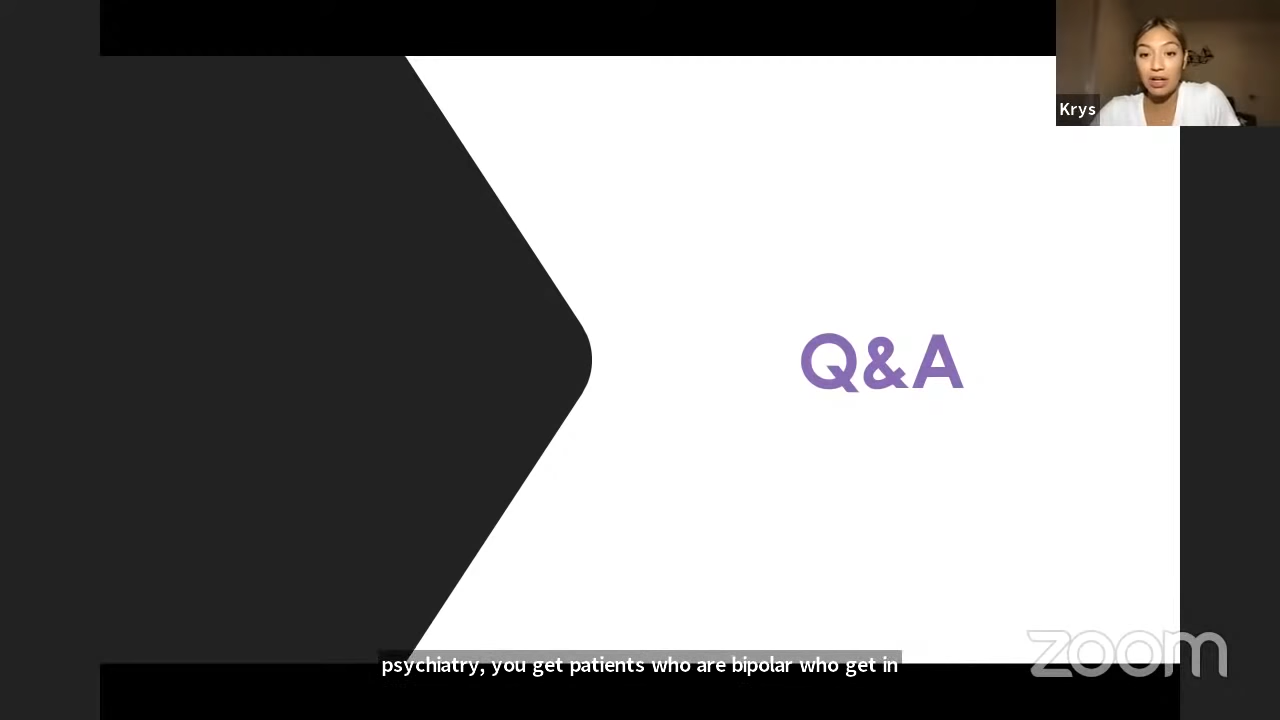 Krys
Q&A
zoom
psychiatry, you get patients who are bipolar who get in